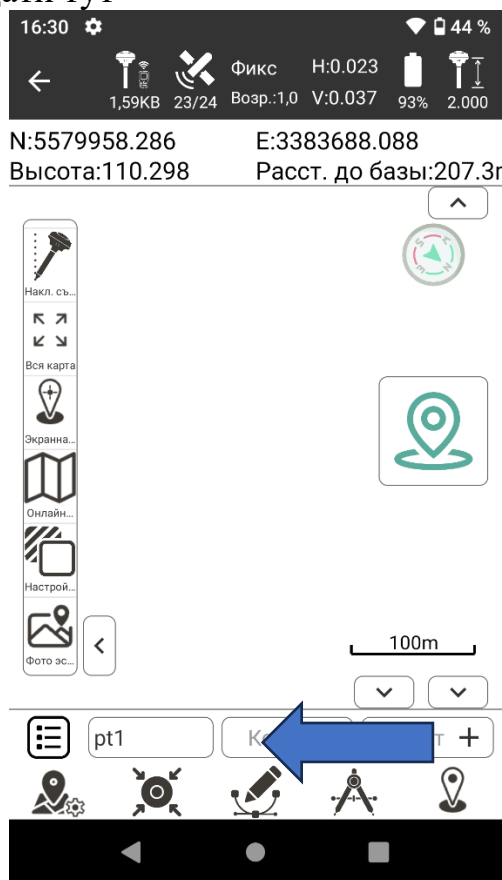 16:30 44 %
Фикс H:0.023
1,59KB 23/24 Возр.:1,0 V:0.037 93% 2.000
N:5579958.286 E:3383688.088
Высота:110.298 Расст. до базы:207.3
Накл. съ...
Вся карта
Экранна...
Онлайн...
Настрой...
Фото эс...
100m
pt1